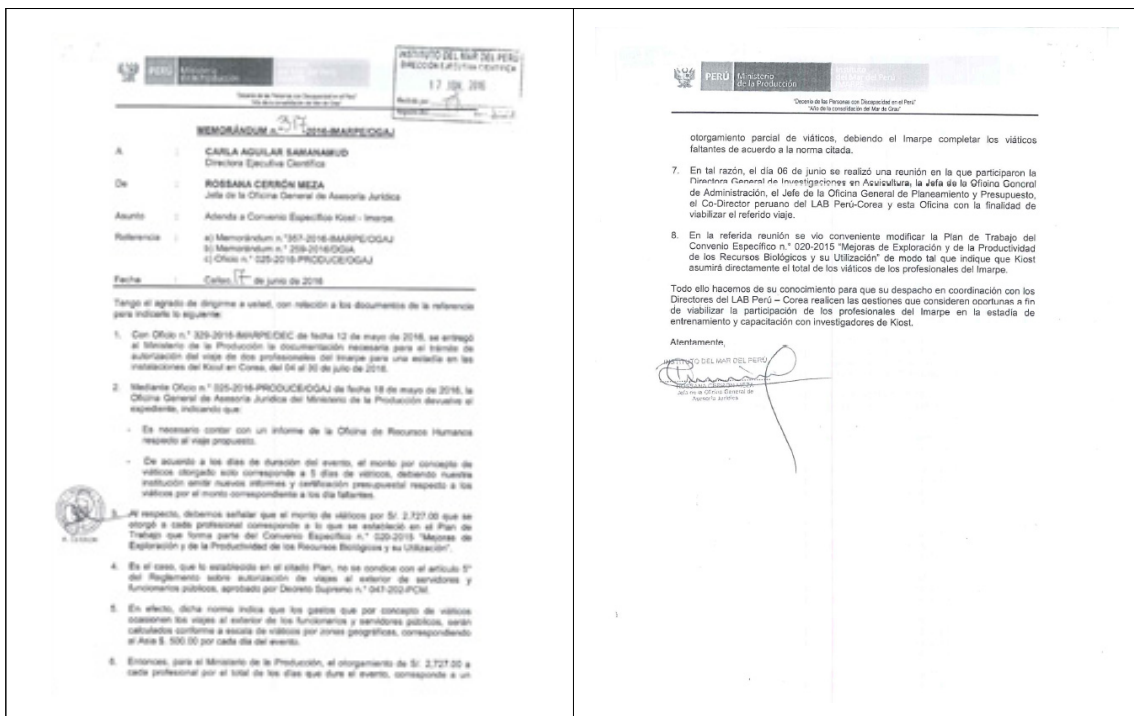 PERÚ Ministerio de la Producción
INSTITUTO DEL MAR DEL PERÚ
DIRECCIÓN EJECUTIVA CIENTÍFICA
17 JUN. 2016
"Decenio de las Personas con Discapacidad en el Perú"
"Año de la consolidación del Mar de Grau"
MEMORÁNDUM n.° 317-2016-IMARPE/OGAJ
A : CARLA AGUILAR SAMANAMUD
Directora Ejecutiva Científica
De : ROSSANA CERRÓN MEZA
Jefa de la Oficina General de Asesoría Jurídica
Asunto : Adenda a Convenio Específico Kiost - Imarpe.
Referencia : a) Memorándum n.°357-2016-IMARPE/OGAJ
b) Memorándum n.° 259-2016/OGIA
c) Oficio n.° 025-2016-PRODUCE/OGAJ
Fecha : Callao, 17 de junio de 2016
Tengo el agrado de dirigirme a usted, con relación a los documentos de la referencia
para indicarle lo siguiente:
1. Con Oficio n.° 329-2016-IMARPE/DEC de fecha 12 de mayo de 2016, se entregó
al Ministerio de la Producción la documentación necesaria para el trámite de
autorización del viaje de dos profesionales del Imarpe para una estadía en las
instalaciones del Kiost en Corea, del 04 al 30 de julio de 2016.
2. Mediante Oficio n.° 025-2016-PRODUCE/OGAJ de fecha 18 de mayo de 2016, la
Oficina General de Asesoría Jurídica del Ministerio de la Producción devuelve el
expediente, indicando que:
- Es necesario contar con un informe de la Oficina de Recursos Humanos
respecto al viaje propuesto.
- De acuerdo a los días de duración del evento, el monto por concepto de
viáticos otorgado solo corresponde a 5 días de viáticos, debiendo nuestra
institución emitir nuevos informes y certificación presupuestal respecto a los
viáticos por el monto correspondiente a los día faltantes.
3. Al respecto, debemos señalar que el monto de viáticos por S/. 2,727.00 que se
otorgó a cada profesional corresponde a lo que se estableció en el Plan de
Trabajo que forma parte del Convenio Específico n.° 020-2015 "Mejoras de
Exploración y de la Productividad de los Recursos Biológicos y su Utilización".
R. CERRÓN
4. Es el caso, que lo establecido en el citado Plan, no se condice con el artículo 5°
del Reglamento sobre autorización de viajes al exterior de servidores y
funcionarios públicos, aprobado por Decreto Supremo n.° 047-202-PCM.
5. En efecto, dicha norma indica que los gastos que por concepto de viáticos
ocasionen los viajes al exterior de los funcionarios y servidores públicos, serán
calculados conforme a escala de viáticos por zonas geográficas, correspondiendo
al Asia $. 500.00 por cada día del evento.
6. Entonces, para el Ministerio de la Producción, el otorgamiento de S/. 2,727.00 a
cada profesional por el total de los días que dure el evento, corresponde a un
PERÚ Ministerio de la Producción
"Decenio de las Personas con Discapacidad en el Perú"
"Año de la consolidación del Mar de Grau"
otorgamiento parcial de viáticos, debiendo el Imarpe completar los viáticos
faltantes de acuerdo a la norma citada.
7. En tal razón, el día 06 de junio se realizó una reunión en la que participaron la
Directora General de Investigaciones en Acuicultura, la Jefa de la Oficina General
de Administración, el Jefe de la Oficina General de Planeamiento y Presupuesto,
el Co-Director peruano del LAB Perú-Corea y esta Oficina con la finalidad de
viabilizar el referido viaje.
8. En la referida reunión se vio conveniente modificar la Plan de Trabajo del
Convenio Específico n.° 020-2015 "Mejoras de Exploración y de la Productividad
de los Recursos Biológicos y su Utilización" de modo tal que indique que Kiost
asumirá directamente el total de los viáticos de los profesionales del Imarpe.
Todo ello hacemos de su conocimiento para que su despacho en coordinación con los
Directores del LAB Perú – Corea realicen las gestiones que consideren oportunas a fin
de viabilizar la participación de los profesionales del Imarpe en la estadía de
entrenamiento y capacitación con investigadores de Kiost.
Atentamente,
INSTITUTO DEL MAR DEL PERÚ
ROSSANA CERRÓN MEZA
Jefa de la Oficina General de
Asesoría Jurídica